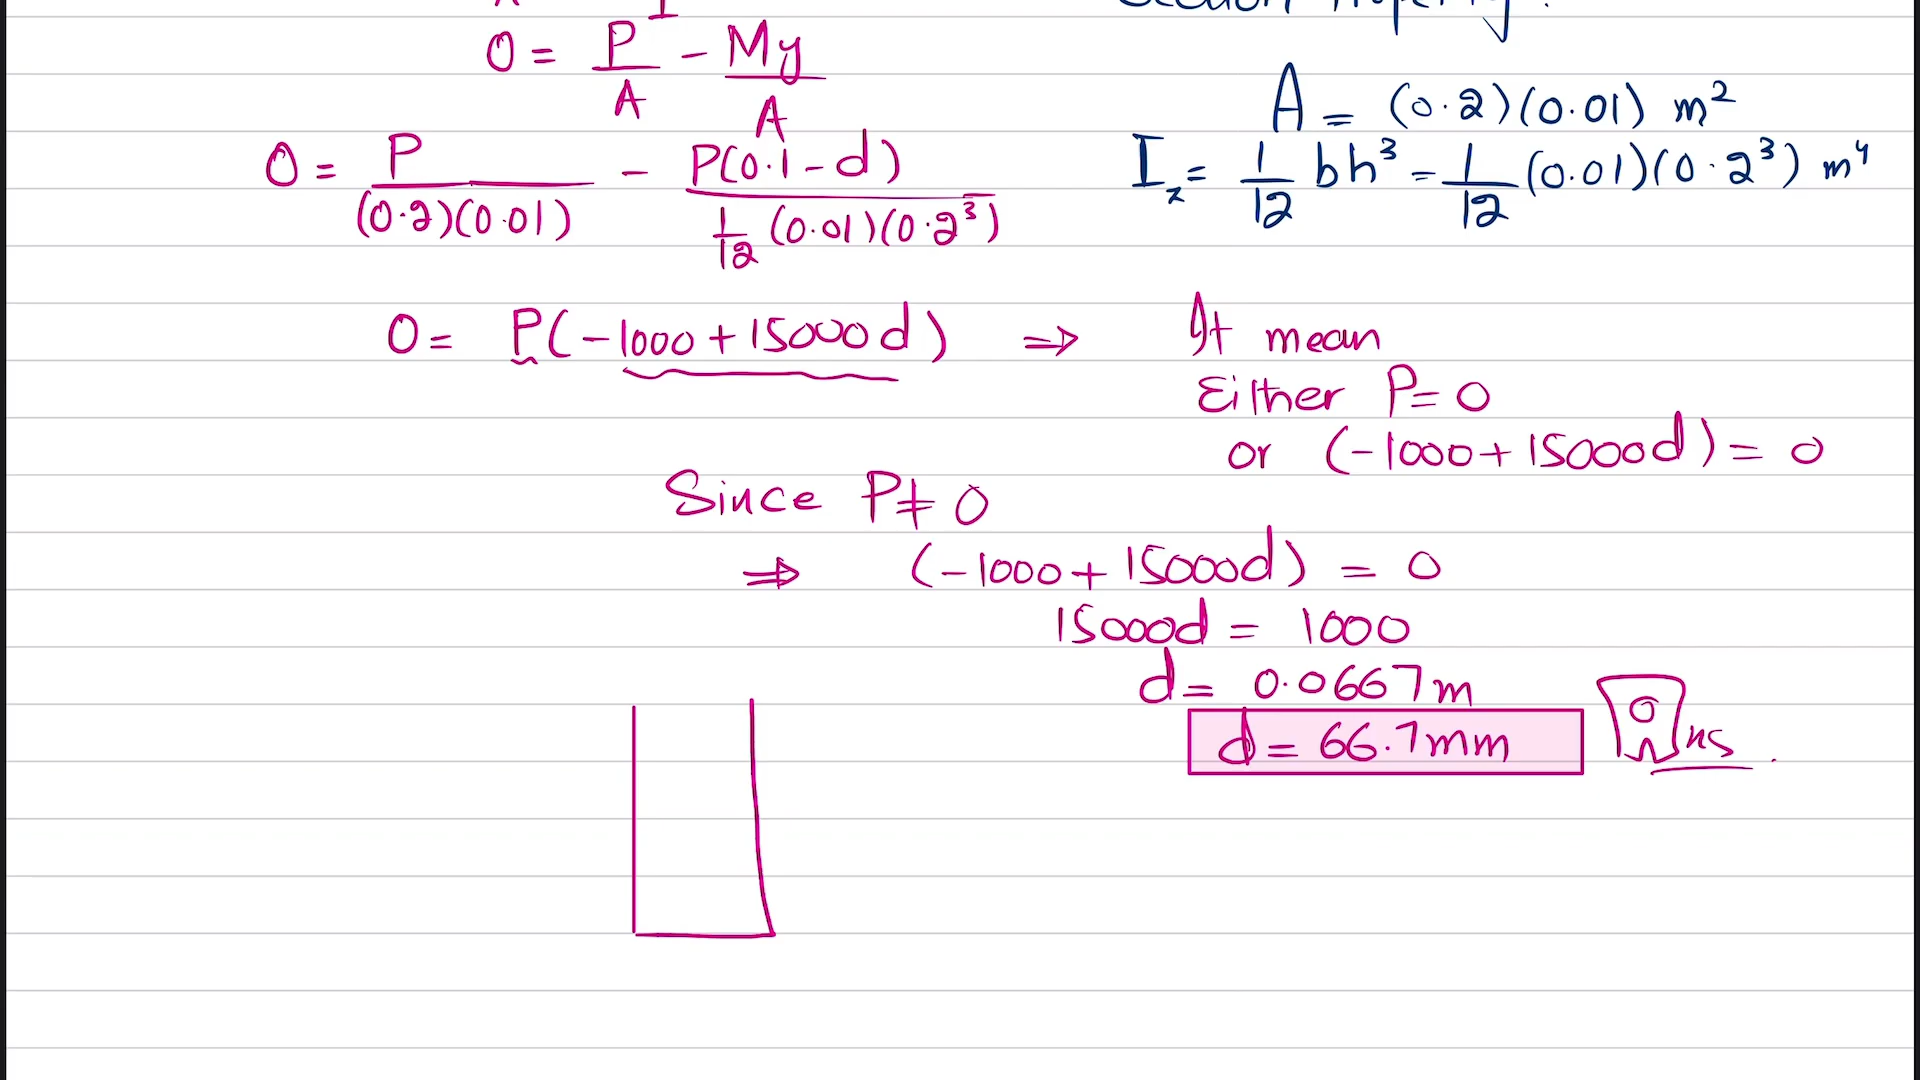 Section Property:
0 = P/A - My/A
A = (0.2)(0.01) m²
0 = P/((0.2)(0.01)) - P(0.1-d)/(1/12 (0.01)(0.2³))
I_z = 1/12 bh³ = 1/12 (0.01)(0.2³) m⁴
0 = P(-1000+15000d) ⇒ It mean
Either P=0
or (-1000+15000d) = 0
Since P≠0
⇒ (-1000+15000d) = 0
15000d = 1000
d = 0.0667m
d = 66.7mm Ans.